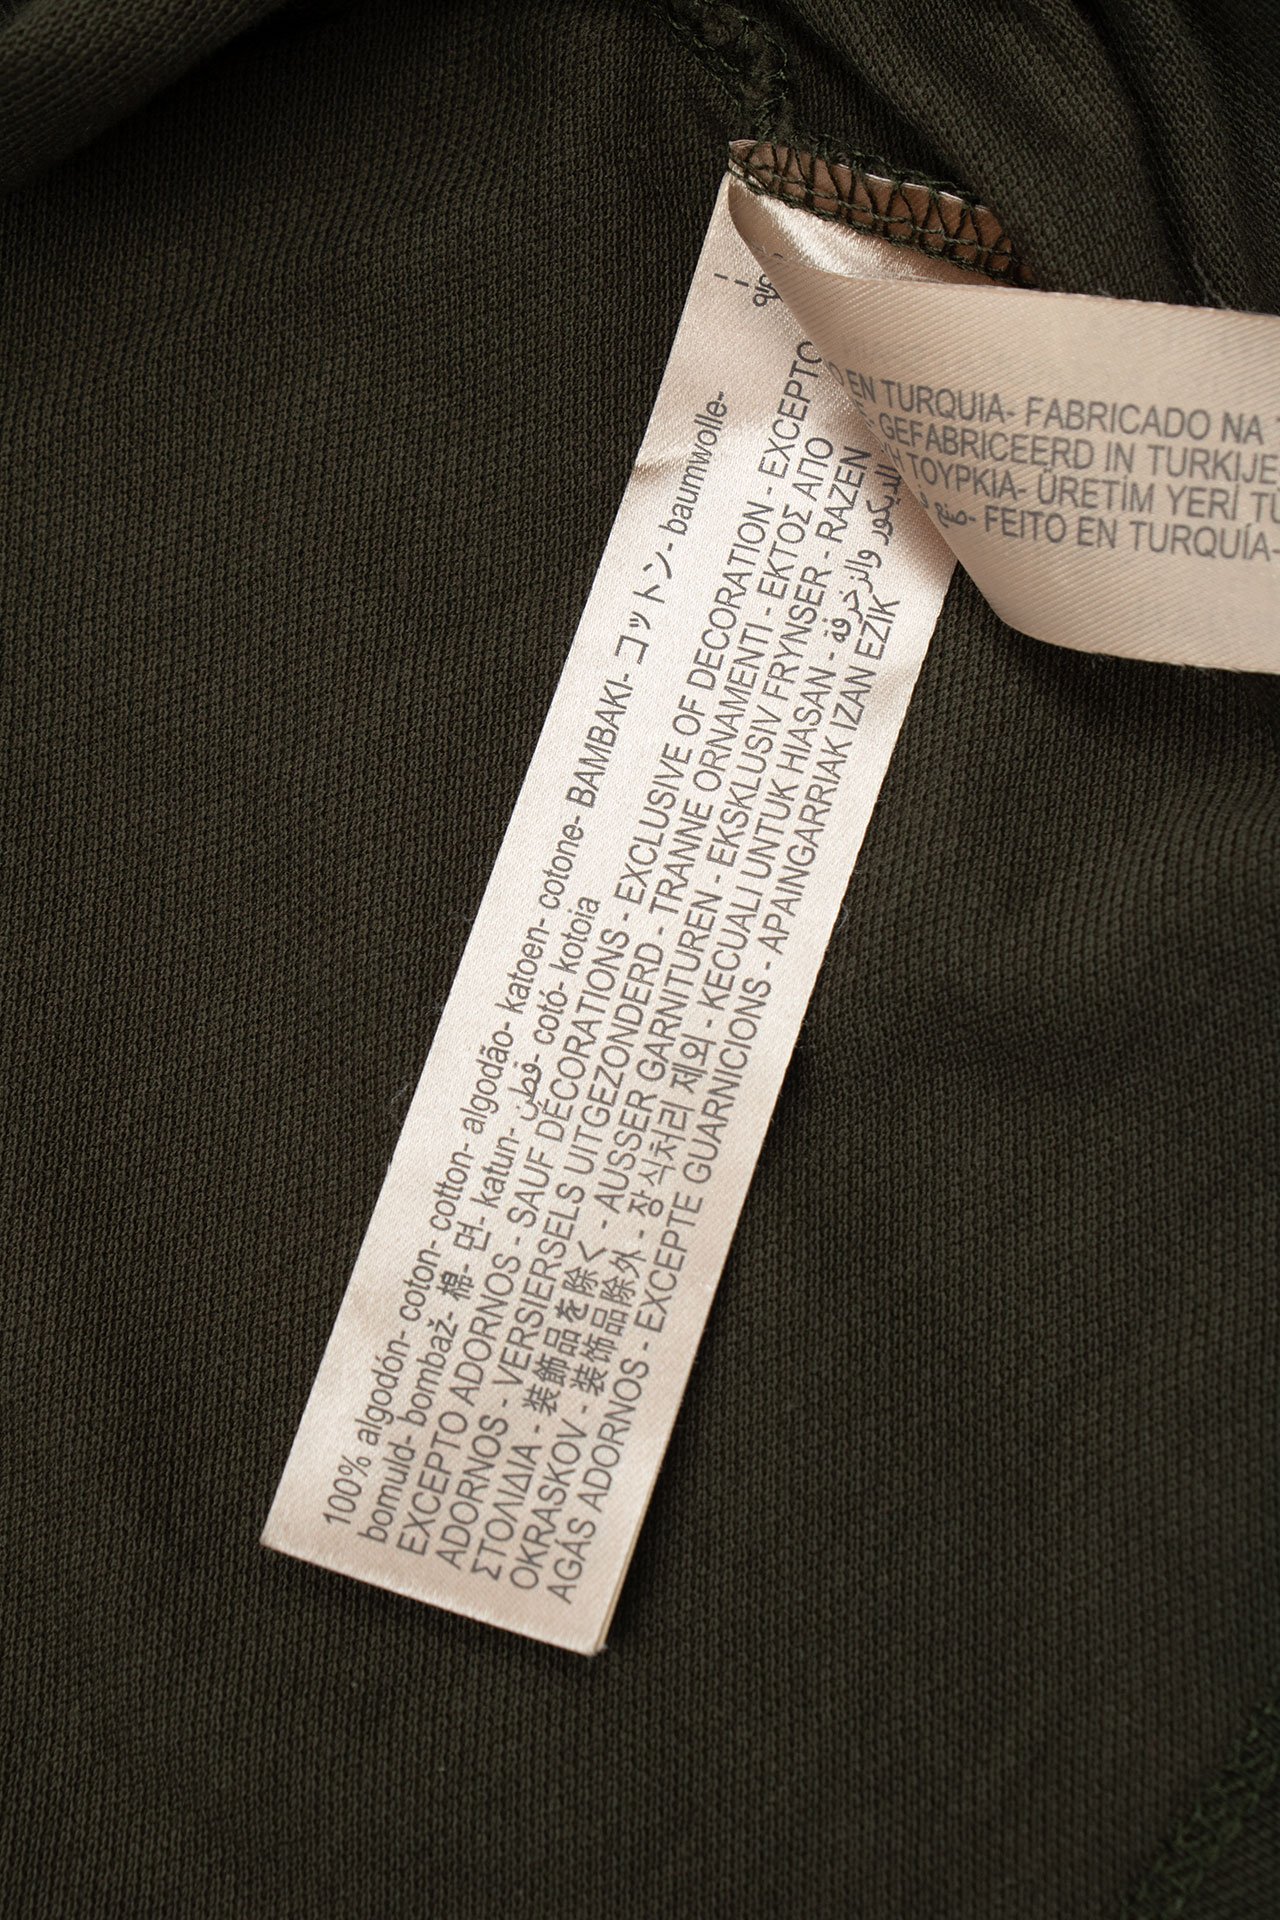 100% algodón- coton- cotton- algodão- katoen- cotone- BAMBAKI- コットン- baumwolle-
bomuld- bombaž- 棉- 면- katun- قطن- cotó- kotoia
EXCEPTO ADORNOS - SAUF DÉCORATIONS - EXCLUSIVE OF DECORATION - EXCEPTO
ADORNOS - VERSIERSELS UITGEZONDERD - TRANNE ORNAMENTI - ΕΚΤΟΣ ΑΠΟ
ΣΤΟΛΙΔΙΑ - 装飾品を除く - AUSSER GARNITUREN - EKSKLUSIV FRYNSER - RAZEN
OKRASKOV - 装饰品除外 - 장식처리 제외 - KECUALI UNTUK HIASAN - الديكور والزخرفة
AGÁS ADORNOS - EXCEPTE GUARNICIONS - APAINGARRIAK IZAN EZIK
EN TURQUIA- FABRICADO NA
GEFABRICEERD IN TURKIJE
ΤΟΥΡΚΙΑ- ÜRETİM YERİ
صنع - FEITO EN TURQUÍA-